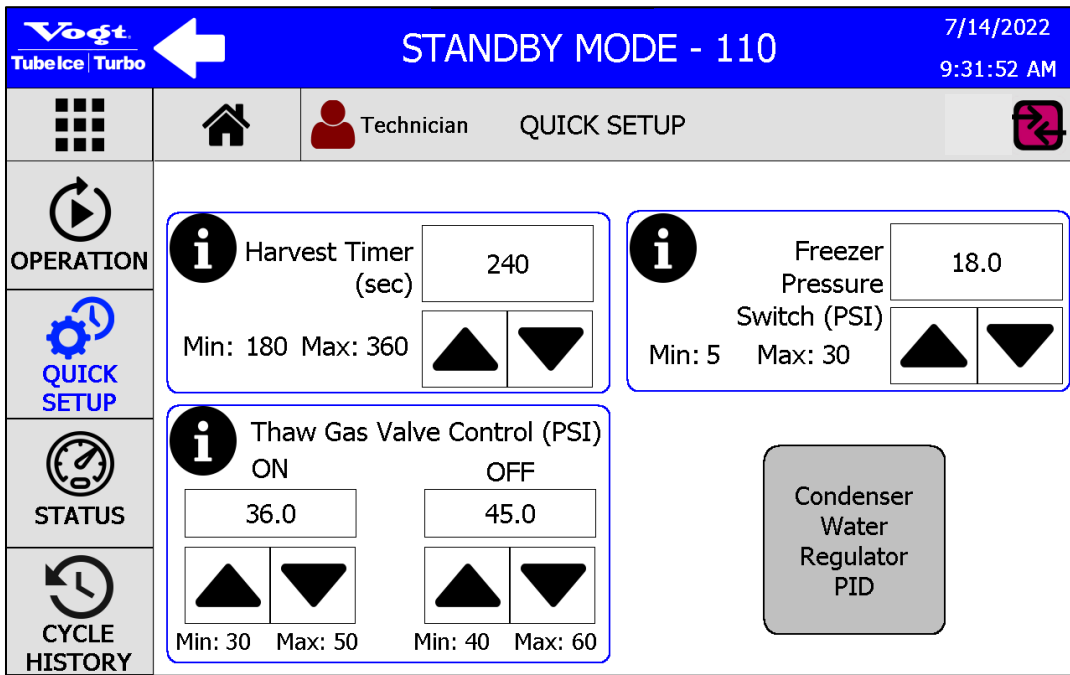 Vogt.
Tube Ice | Turbo
STANDBY MODE - 110
7/14/2022
9:31:52 AM
Technician
QUICK SETUP
OPERATION
QUICK
SETUP
STATUS
CYCLE
HISTORY
i
Harvest Timer
(sec)
240
Min: 180 Max: 360
i
Freezer
Pressure
Switch (PSI)
18.0
Min: 5 Max: 30
i
Thaw Gas Valve Control (PSI)
ON OFF
36.0 45.0
Min: 30 Max: 50 Min: 40 Max: 60
Condenser
Water
Regulator
PID